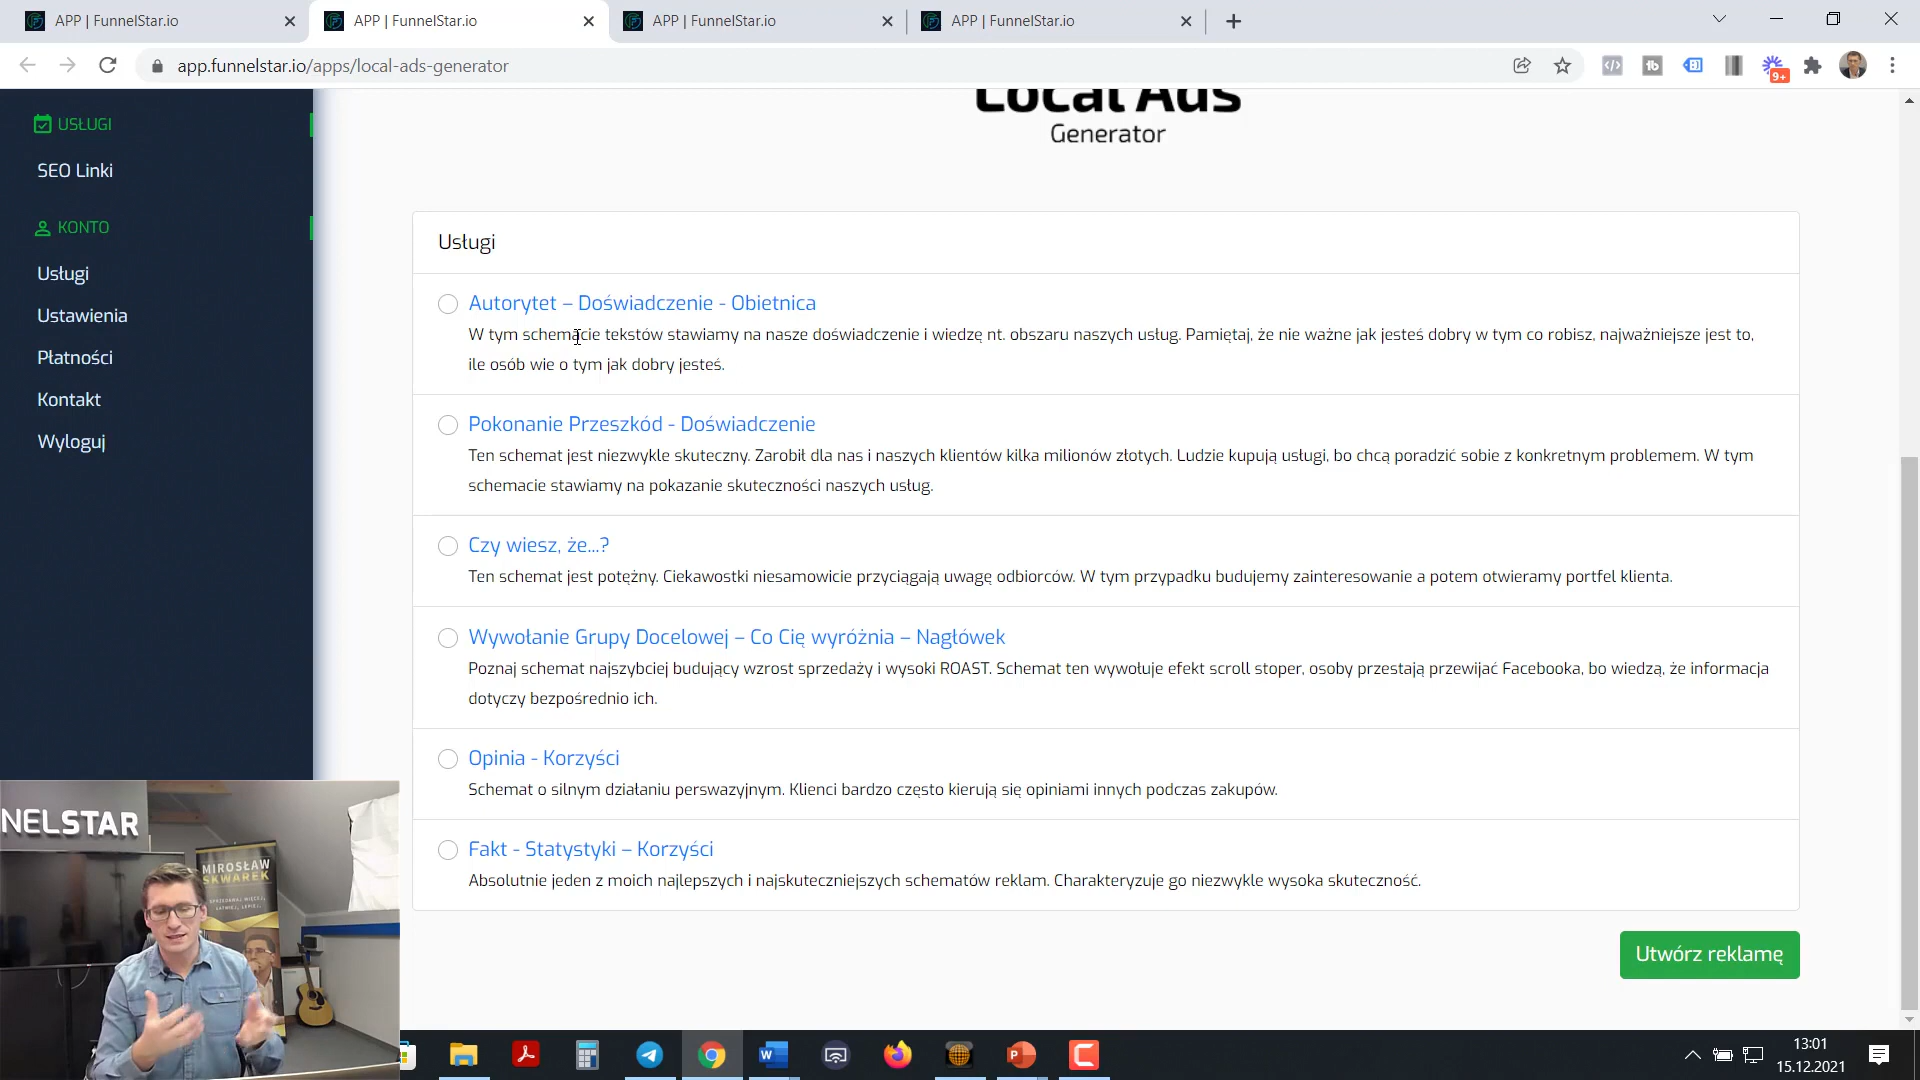 APP | FunnelStar.io
APP | FunnelStar.io
APP | FunnelStar.io
APP | FunnelStar.io
app.funnelstar.io/apps/local-ads-generator
9+
Local Ads
Generator
USŁUGI
SEO Linki
KONTO
Usługi
Ustawienia
Płatności
Kontakt
Wyloguj
Usługi
Autorytet – Doświadczenie - Obietnica
W tym schemacie tekstów stawiamy na nasze doświadczenie i wiedzę nt. obszaru naszych usług. Pamiętaj, że nie ważne jak jesteś dobry w tym co robisz, najważniejsze jest to,
ile osób wie o tym jak dobry jesteś.
Pokonanie Przeszkód - Doświadczenie
Ten schemat jest niezwykle skuteczny. Zarobił dla nas i naszych klientów kilka milionów złotych. Ludzie kupują usługi, bo chcą poradzić sobie z konkretnym problemem. W tym
schemacie stawiamy na pokazanie skuteczności naszych usług.
Czy wiesz, że...?
Ten schemat jest potężny. Ciekawostki niesamowicie przyciągają uwagę odbiorców. W tym przypadku budujemy zainteresowanie a potem otwieramy portfel klienta.
Wywołanie Grupy Docelowej – Co Cię wyróżnia – Nagłówek
Poznaj schemat najszybciej budujący wzrost sprzedaży i wysoki ROAST. Schemat ten wywołuje efekt scroll stoper, osoby przestają przewijać Facebooka, bo wiedzą, że informacja
dotyczy bezpośrednio ich.
Opinia - Korzyści
Schemat o silnym działaniu perswazyjnym. Klienci bardzo często kierują się opiniami innych podczas zakupów.
Fakt - Statystyki – Korzyści
Absolutnie jeden z moich najlepszych i najskuteczniejszych schematów reklam. Charakteryzuje go niezwykle wysoka skuteczność.
Utwórz reklamę
NELSTAR
MIROSŁAW
SKWAREK
SPRZEDAWAJ WIĘCEJ,
ŁATWIEJ, LEPIEJ.
13:01
15.12.2021